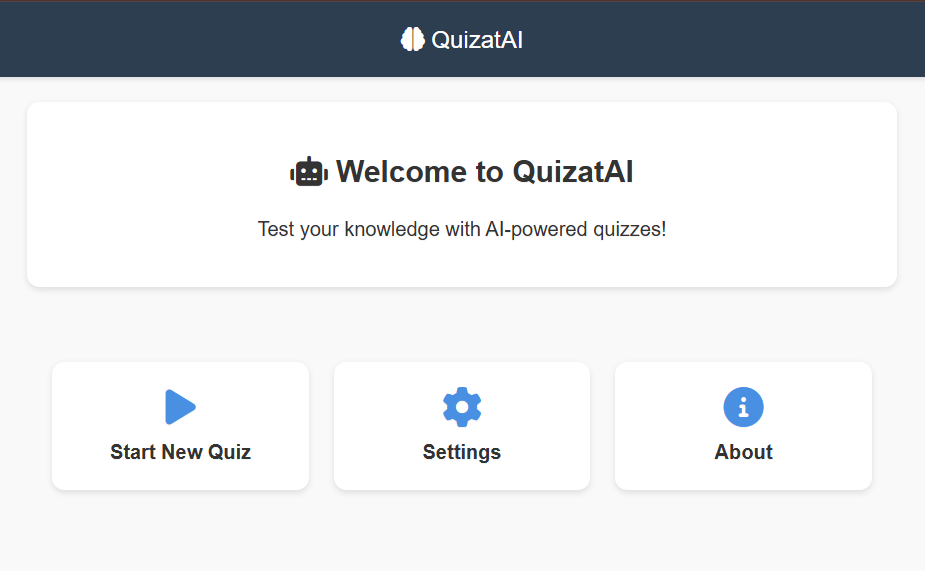 QuizatAI
Welcome to QuizatAI
Test your knowledge with AI-powered quizzes!
Start New Quiz
Settings
About